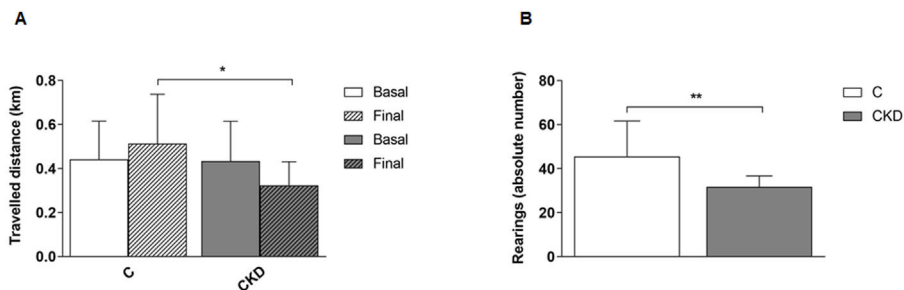 A
Travelled distance (km)
0.8
0.6
0.4
0.2
0.0
*
C
CKD
Basal
Final
Basal
Final
B
Rearings (absolute number)
80
60
40
20
0
**
C
CKD